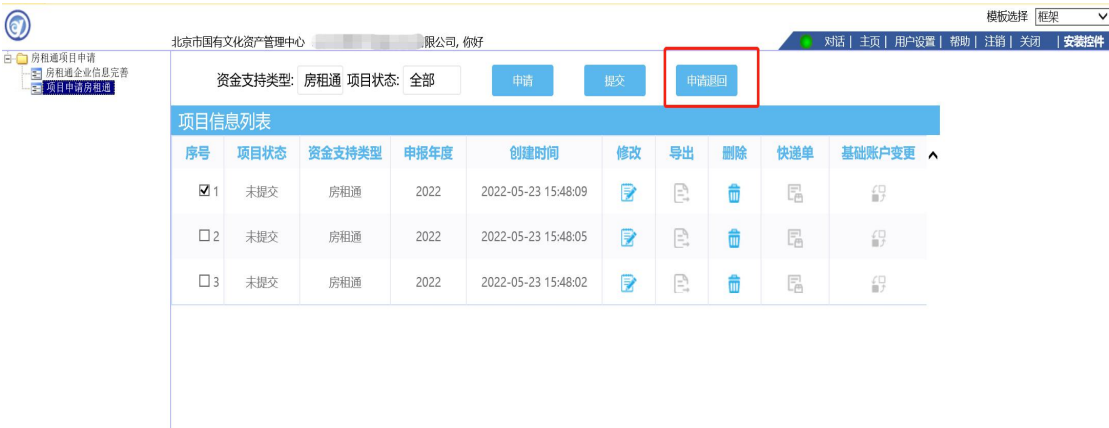 模板选择 框架
北京市国有文化资产管理中心 限公司, 你好
对话 | 主页 | 用户设置 | 帮助 | 注销 | 关闭 | 安装控件
房租通项目申请
房租通企业信息完善
项目申请房租通
资金支持类型: 房租通 项目状态: 全部 申请 提交 申请退回
项目信息列表
序号 项目状态 资金支持类型 申报年度 创建时间 修改 导出 删除 快递单 基础账户变更
1 未提交 房租通 2022 2022-05-23 15:48:09
2 未提交 房租通 2022 2022-05-23 15:48:05
3 未提交 房租通 2022 2022-05-23 15:48:02